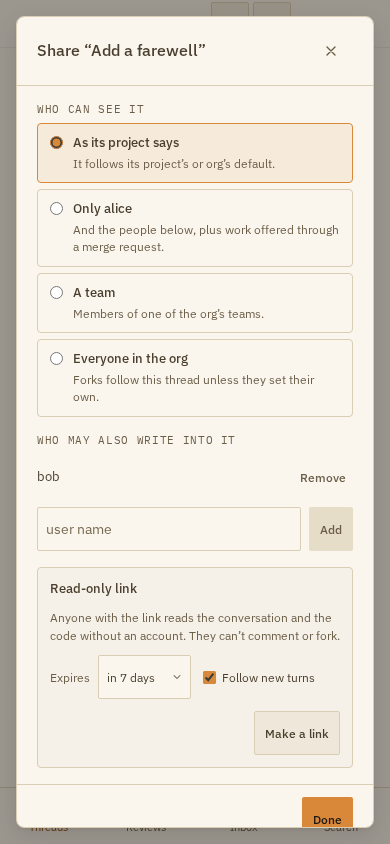 Share “Add a farewell”
WHO CAN SEE IT
As its project says
It follows its project’s or org’s default.
Only alice
And the people below, plus work offered through
a merge request.
A team
Members of one of the org’s teams.
Everyone in the org
Forks follow this thread unless they set their
own.
WHO MAY ALSO WRITE INTO IT
bob
Remove
user name
Add
Read-only link
Anyone with the link reads the conversation and the
code without an account. They can’t comment or fork.
Expires
in 7 days
Follow new turns
Make a link
Done
Threads
Reviews
Inbox
Search